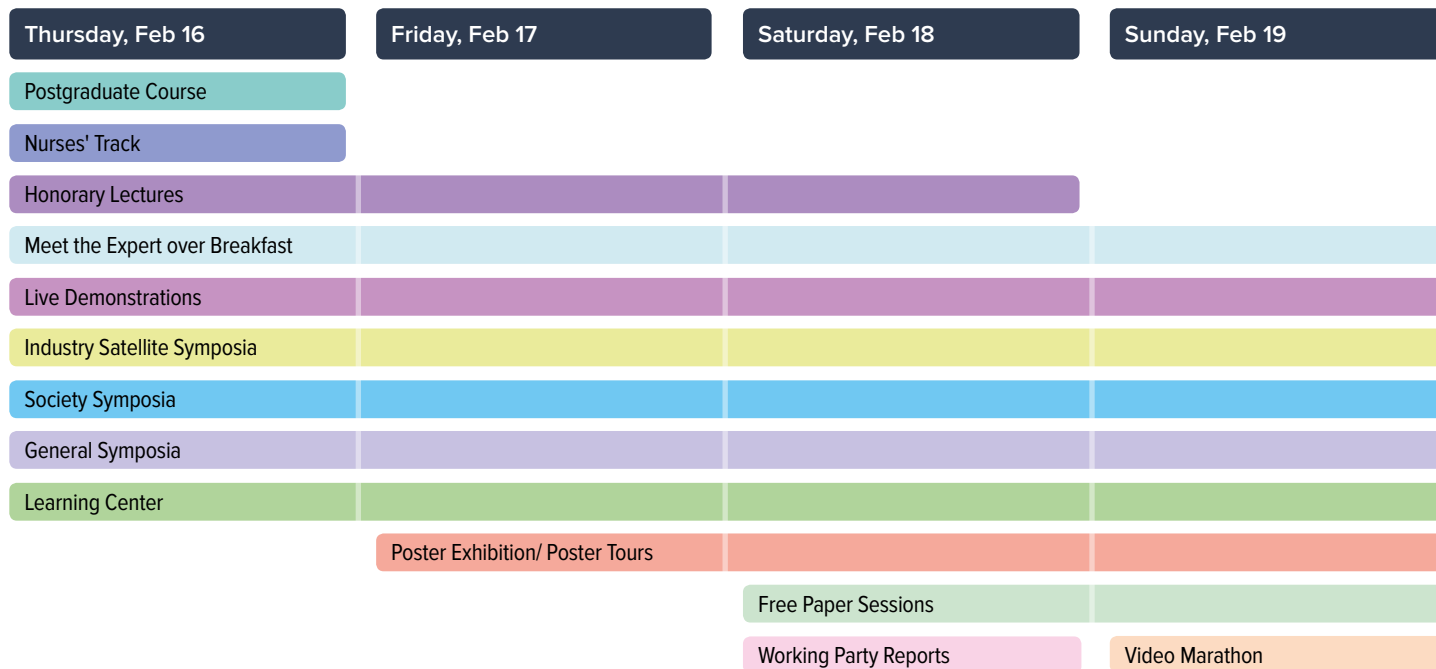 Thursday, Feb 16
Friday, Feb 17
Saturday, Feb 18
Sunday, Feb 19
Postgraduate Course
Nurses' Track
Honorary Lectures
Meet the Expert over Breakfast
Live Demonstrations
Industry Satellite Symposia
Society Symposia
General Symposia
Learning Center
Poster Exhibition/ Poster Tours
Free Paper Sessions
Working Party Reports
Video Marathon